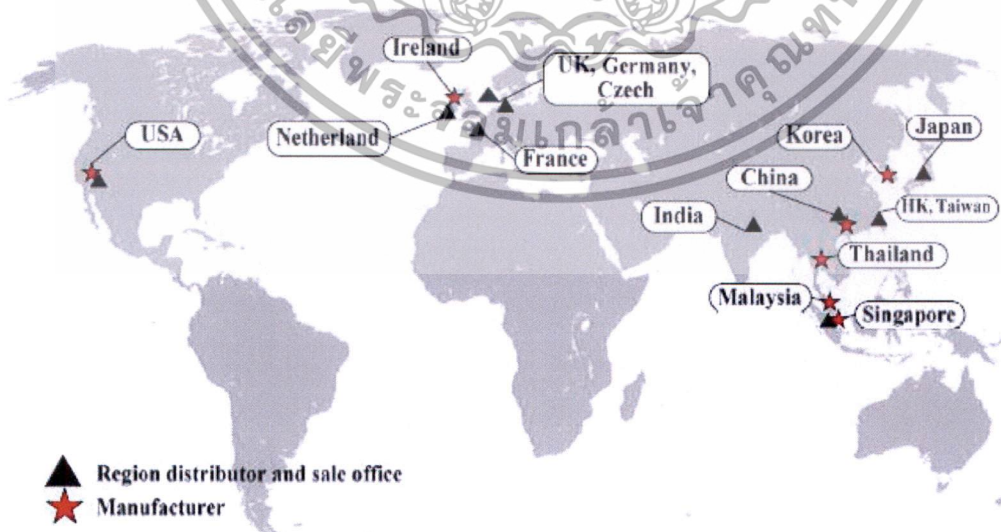 Ireland
UK, Germany,
Czech
USA
Netherland
France
Korea
Japan
China
India
HK, Taiwan
Thailand
Malaysia
Singapore
Region distributor and sale office
Manufacturer